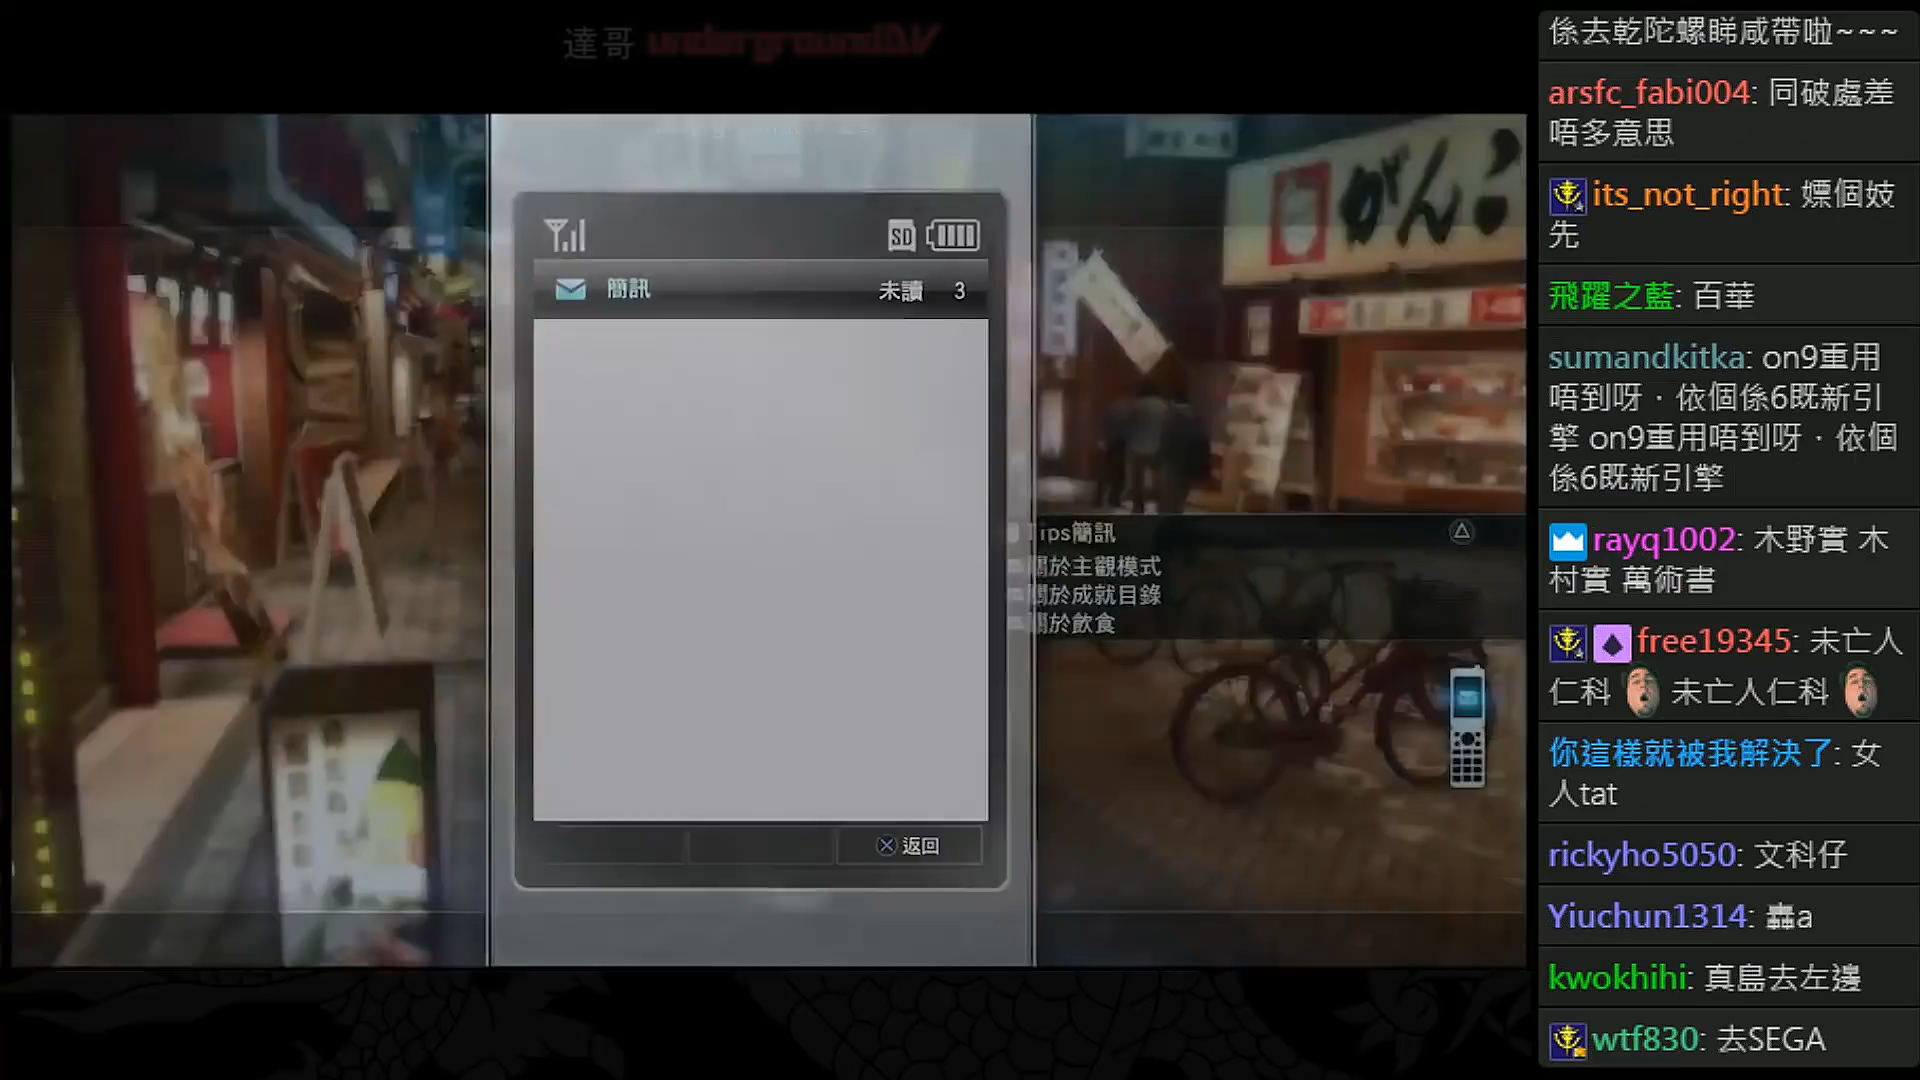 達哥 undergroundDV
簡訊 未讀 3
SD
返回
がんこ
Tips簡訊
關於主觀模式
關於成就目錄
關於飲食
係去乾陀螺睇咸帶啦~~~
arsfc_fabi004: 同破處差
唔多意思
its_not_right: 嫖個妓
先
飛躍之藍: 百華
sumandkitka: on9重用
唔到呀．依個係6既新引
擎 on9重用唔到呀．依個
係6既新引擎
rayq1002: 木野實 木
村實 萬術書
free19345: 未亡人
仁科 未亡人仁科
你這樣就被我解決了: 女
人tat
rickyho5050: 文科仔
Yiuchun1314: 轟a
kwokhihi: 真島去左邊
wtf830: 去SEGA